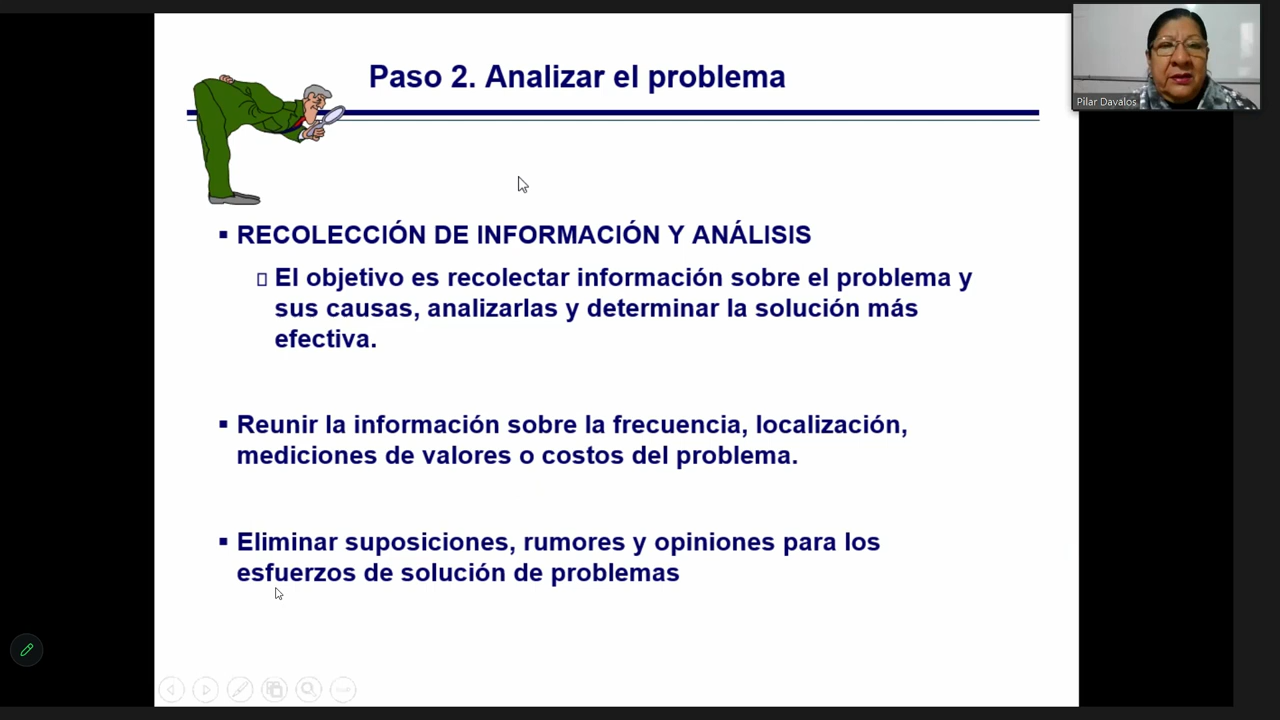 Paso 2. Analizar el problema
Pilar Davalos
▪ RECOLECCIÓN DE INFORMACIÓN Y ANÁLISIS
▯ El objetivo es recolectar información sobre el problema y
sus causas, analizarlas y determinar la solución más
efectiva.
▪ Reunir la información sobre la frecuencia, localización,
mediciones de valores o costos del problema.
▪ Eliminar suposiciones, rumores y opiniones para los
esfuerzos de solución de problemas